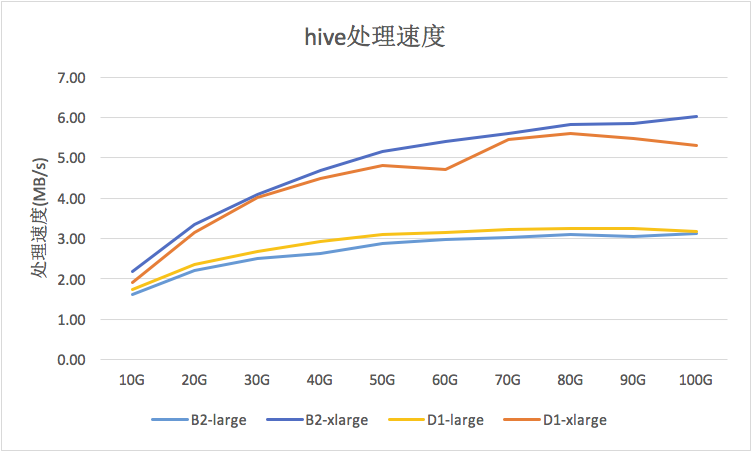 hive处理速度
处理速度(MB/s)
7.00
6.00
5.00
4.00
3.00
2.00
1.00
0.00
10G 20G 30G 40G 50G 60G 70G 80G 90G 100G
B2-large B2-xlarge D1-large D1-xlarge